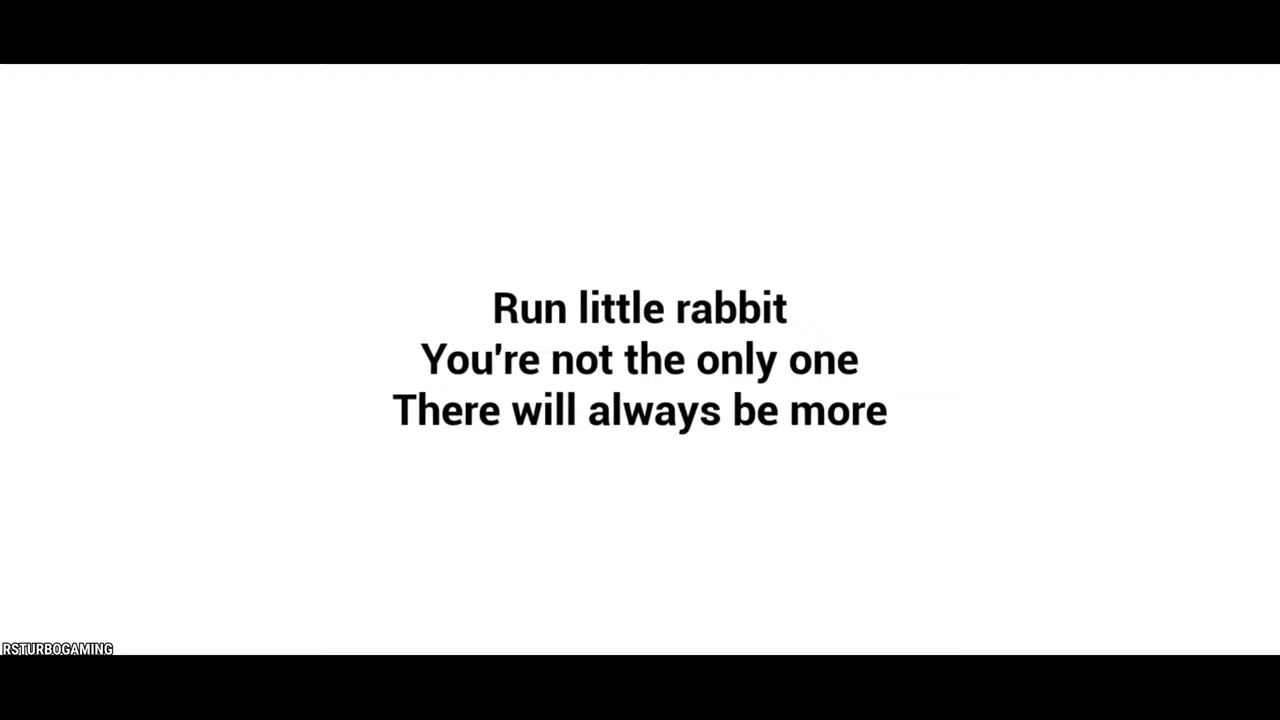 Run little rabbit
You're not the only one
There will always be more
RSTURBOGAMING